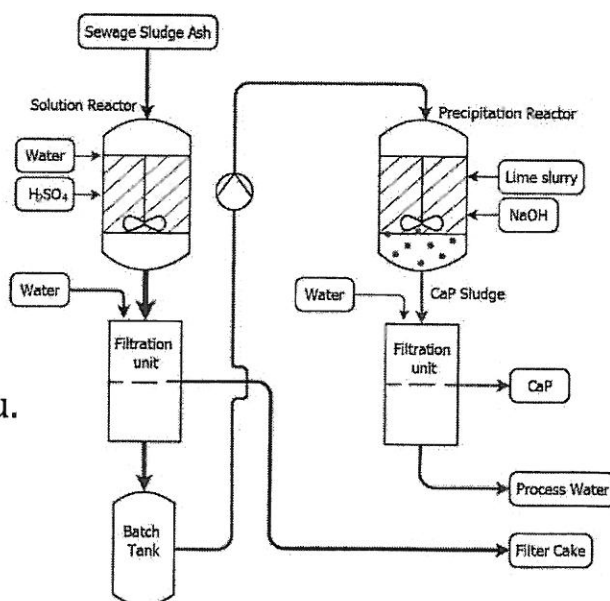 Sewage Sludge Ash
Solution Reactor
Water
H₂SO₄
Water
Filtration
unit
u.
Batch
Tank
Precipitation Reactor
Lime slurry
NaOH
CaP Sludge
Water
Filtration
unit
CaP
Process Water
Filter Cake